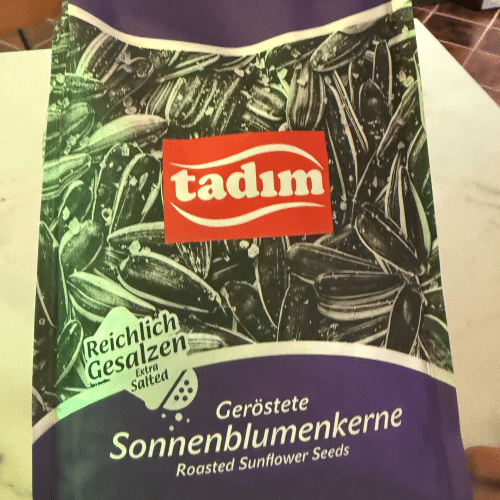 tadım
Reichlich
Gesalzen
Extra
Salted
Geröstete
Sonnenblumenkerne
Roasted Sunflower Seeds